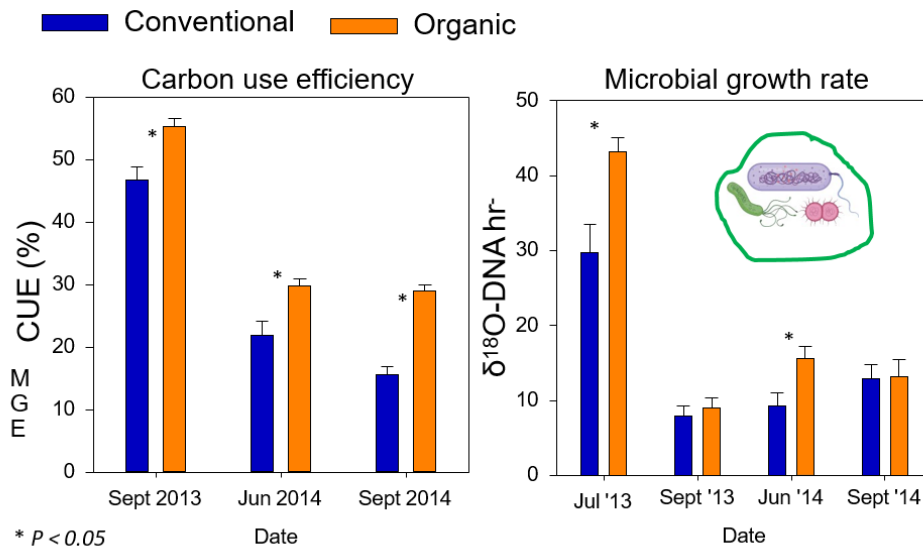 Conventional
Organic
Carbon use efficiency
CUE (%)
M
G
E
60
50
40
30
20
10
0
*
*
*
Sept 2013
Jun 2014
Sept 2014
* P < 0.05
Date
Microbial growth rate
δ¹⁸O-DNA hr⁻
50
40
30
20
10
0
*
*
Jul '13
Sept '13
Jun '14
Sept '14
Date